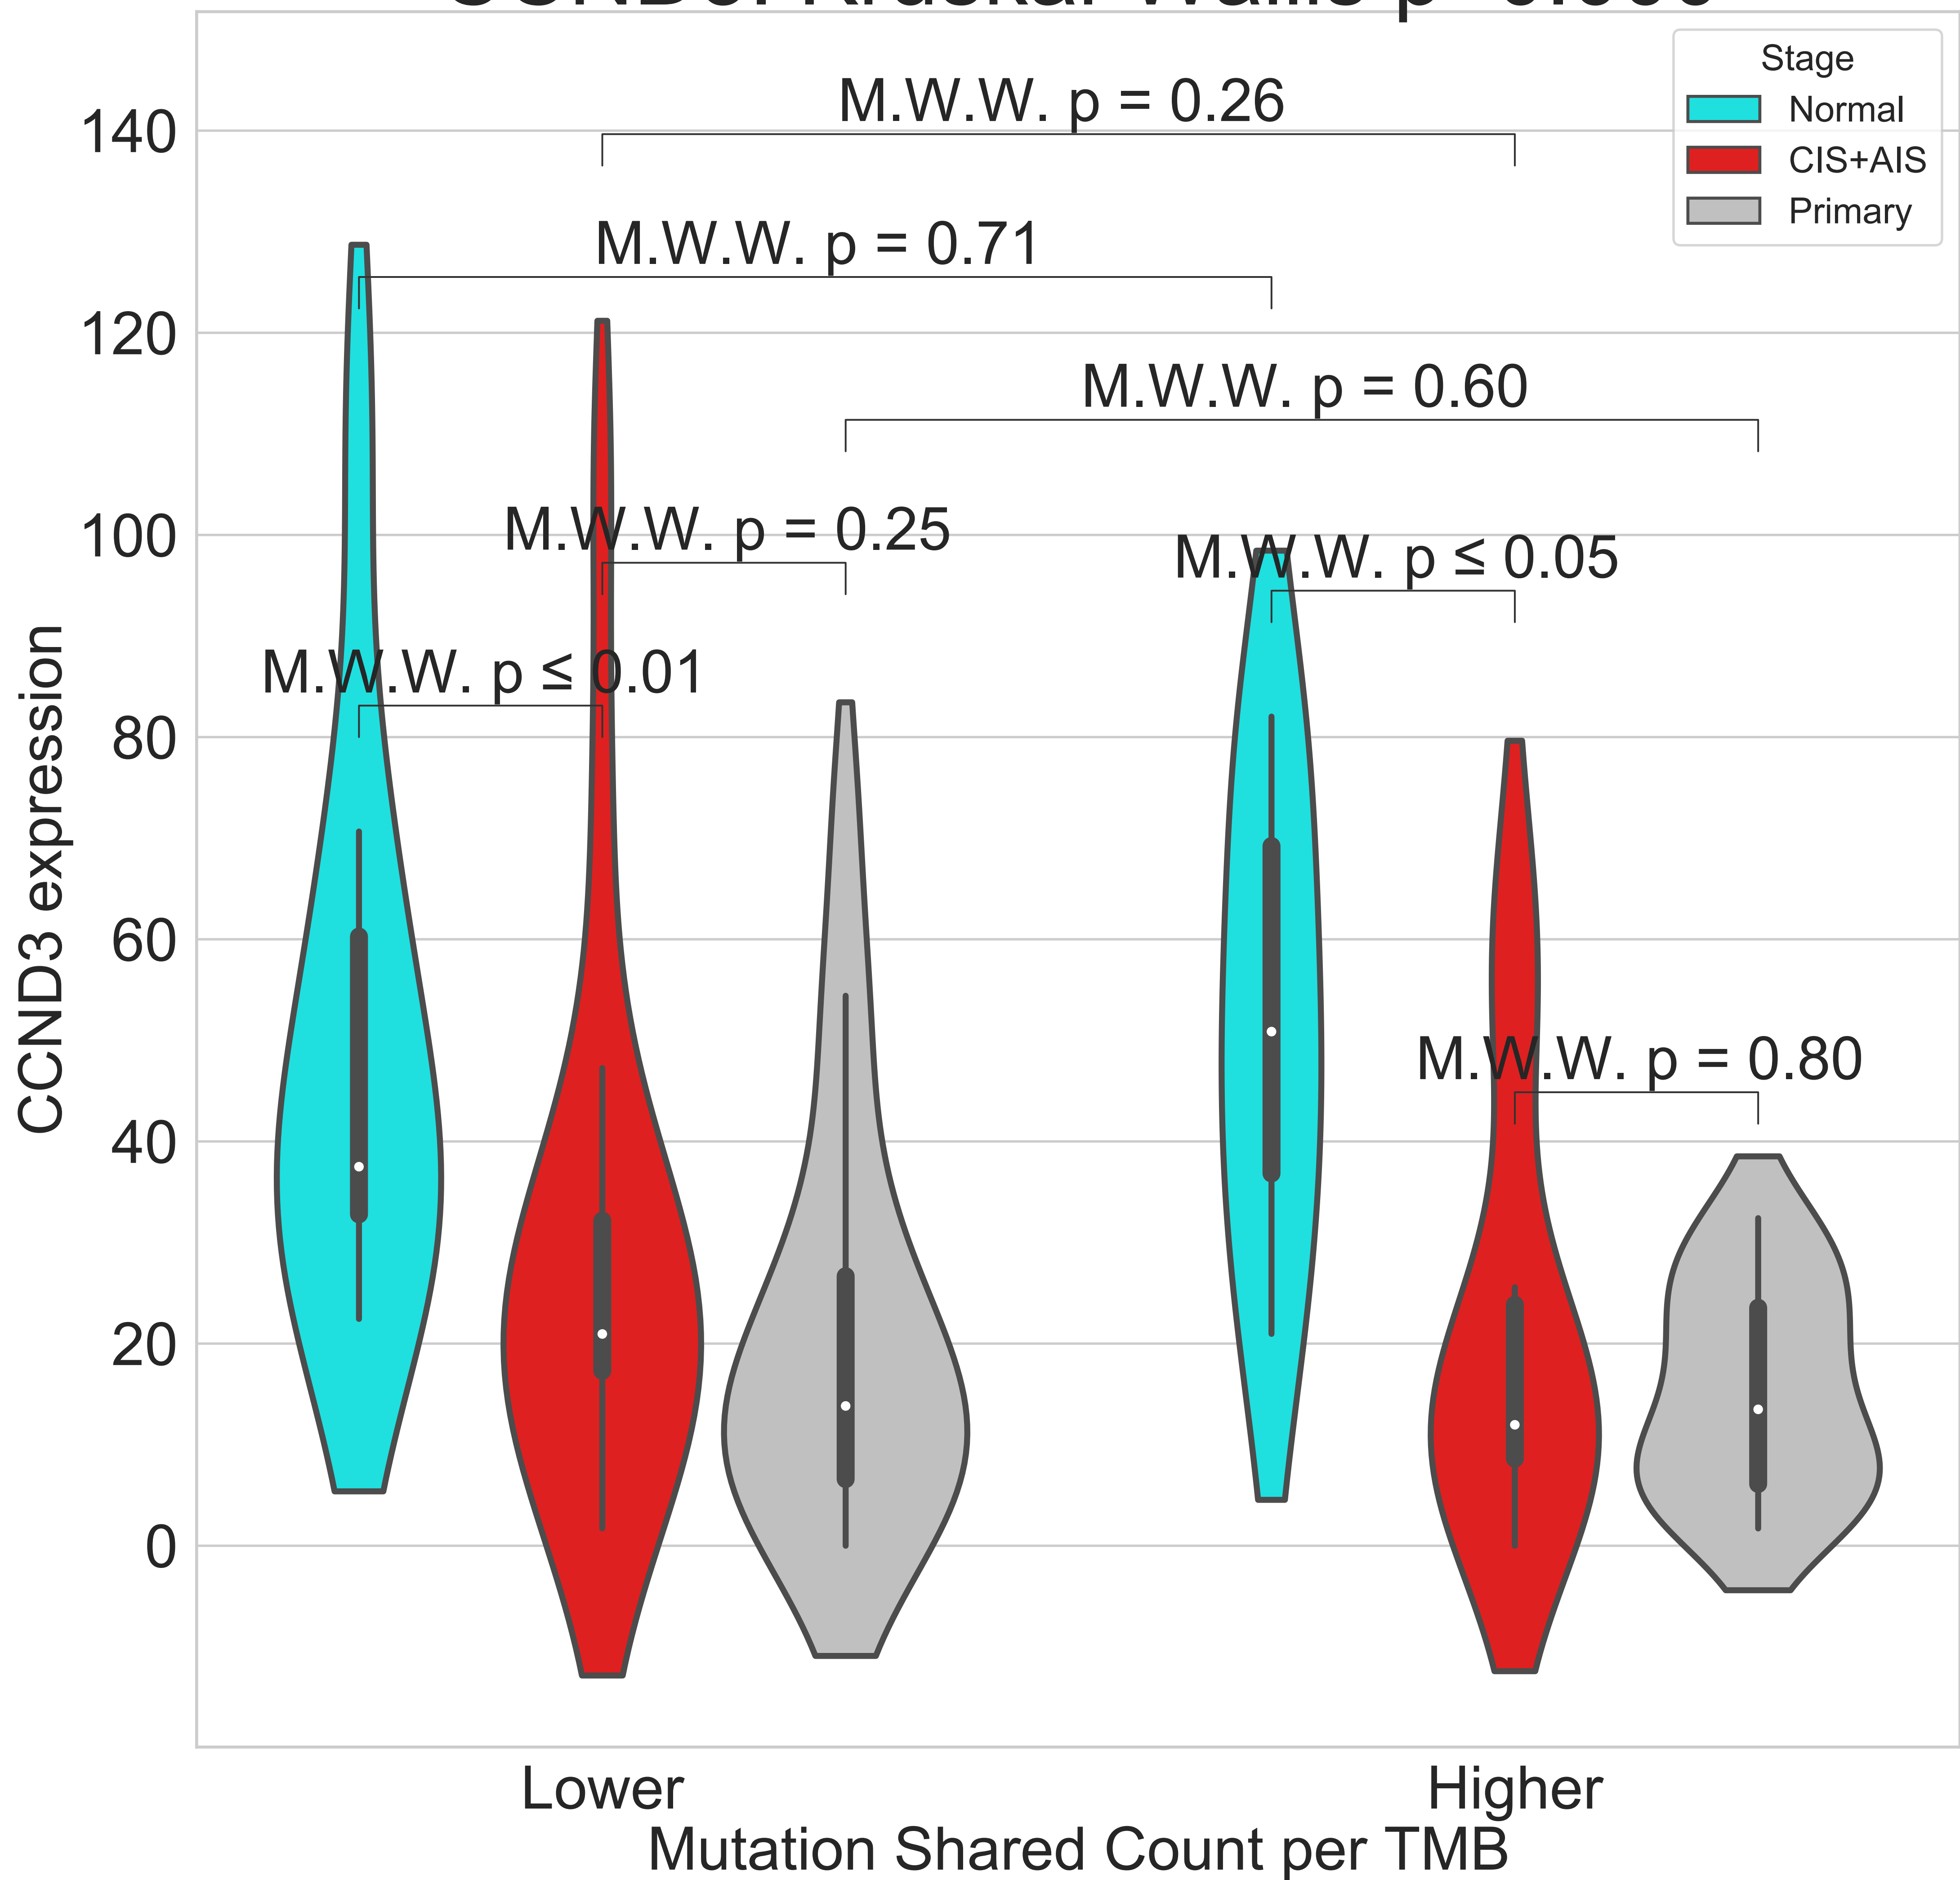 Stage
Normal
CIS+AIS
Primary
M.W.W. p = 0.26
M.W.W. p = 0.71
M.W.W. p = 0.60
M.W.W. p = 0.25
M.W.W. p ≤ 0.05
M.W.W. p ≤ 0.01
M.W.W. p = 0.80
140
120
100
80
60
40
20
0
CCND3 expression
Lower
Higher
Mutation Shared Count per TMB